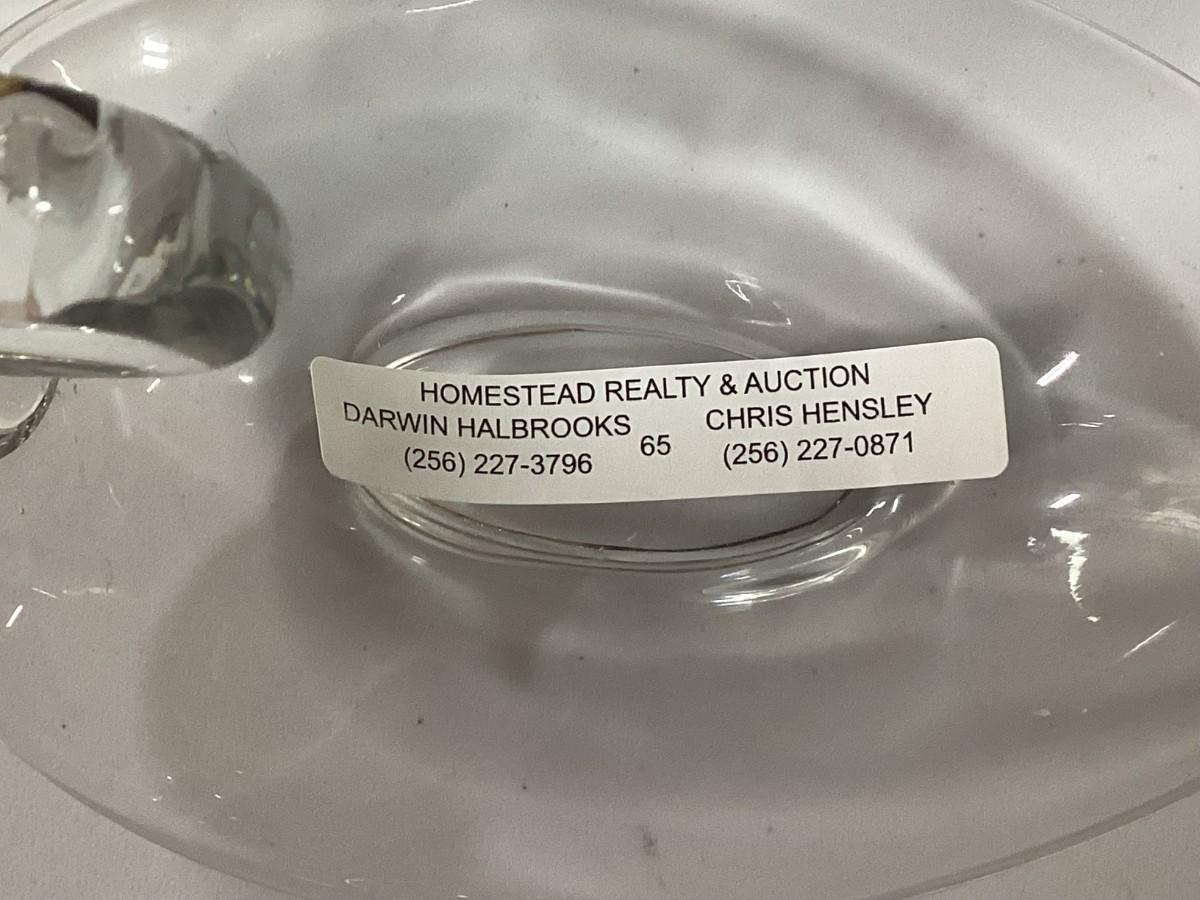 HOMESTEAD REALTY & AUCTION
DARWIN HALBROOKS CHRIS HENSLEY
(256) 227-3796 65 (256) 227-0871